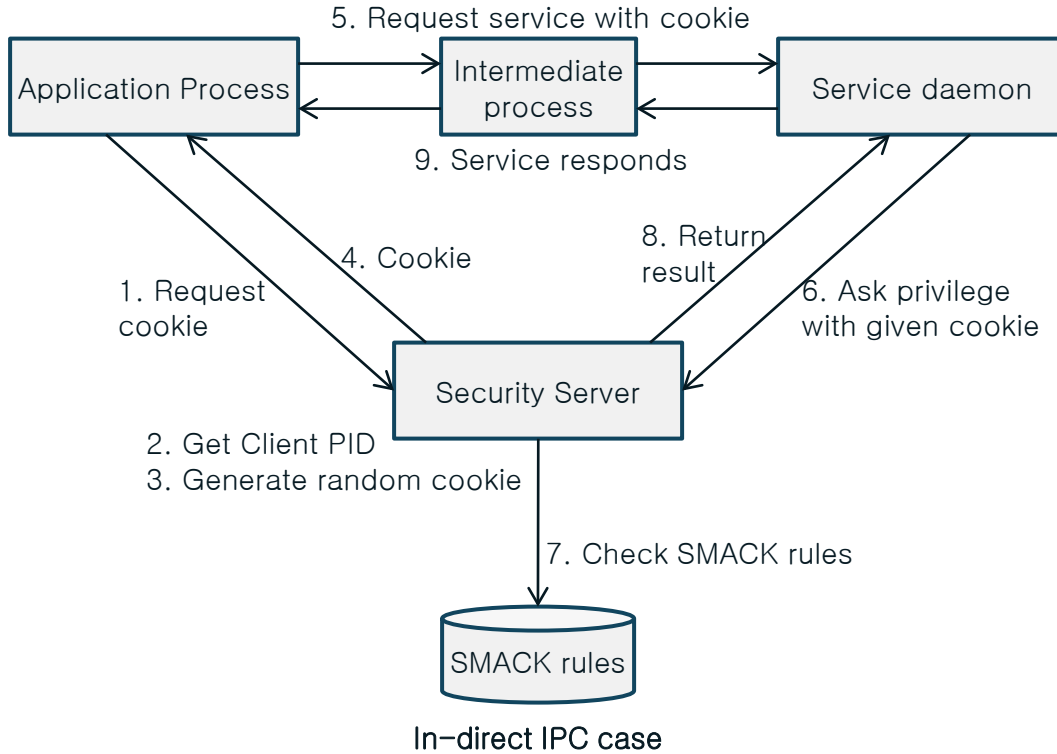 5. Request service with cookie
Application Process
Intermediate
process
Service daemon
9. Service responds
4. Cookie
8. Return
result
1. Request
cookie
6. Ask privilege
with given cookie
Security Server
2. Get Client PID
3. Generate random cookie
7. Check SMACK rules
SMACK rules
In-direct IPC case